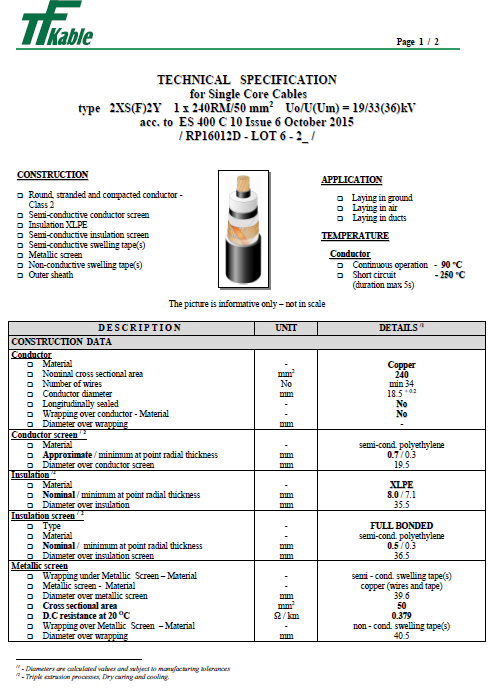 TF Kable
Page 1 / 2
TECHNICAL SPECIFICATION
for Single Core Cables
type 2XS(F)2Y 1 x 240RM/50 mm² Uo/U(Um) = 19/33(36)kV
acc. to ES 400 C 10 Issue 6 October 2015
/ RP16012D - LOT 6 - 2_ /
CONSTRUCTION
Round, stranded and compacted conductor -
Class 2
Semi-conductive conductor screen
Insulation XLPE
Semi-conductive insulation screen
Semi-conductive swelling tape(s)
Metallic screen
Non-conductive swelling tape(s)
Outer sheath
APPLICATION
Laying in ground
Laying in air
Laying in ducts
TEMPERATURE
Conductor
Continuous operation - 90 °C
Short circuit - 250 °C
(duration max 5s)
The picture is informative only – not in scale
DESCRIPTION UNIT DETAILS /1
CONSTRUCTION DATA
Conductor
Material - Copper
Nominal cross sectional area mm² 240
Number of wires No min 34
Conductor diameter mm 18.5 ± 0.2
Longitudinally sealed - No
Wrapping over conductor - Material - No
Diameter over wrapping mm -
Conductor screen / 2
Material - semi-cond. polyethylene
Approximate / minimum at point radial thickness mm 0.7 / 0.3
Diameter over conductor screen mm 19.5
Insulation /2
Material - XLPE
Nominal / minimum at point radial thickness mm 8.0 / 7.1
Diameter over insulation mm 35.5
Insulation screen / 2
Type - FULL BONDED
Material - semi-cond. polyethylene
Nominal / minimum at point radial thickness mm 0.5 / 0.3
Diameter over insulation screen mm 36.5
Metallic screen
Wrapping under Metallic Screen – Material - semi - cond. swelling tape(s)
Metallic screen - Material - copper (wires and tape)
Diameter over metallic screen mm 39.6
Cross sectional area mm² 50
D.C resistance at 20 °C Ω / km 0.379
Wrapping over Metallic Screen – Material - non - cond. swelling tape(s)
Diameter over wrapping mm 40.5
/1 - Diameters are calculated values and subject to manufacturing tolerances
/2 - Triple extrusion processes, Dry curing and cooling.